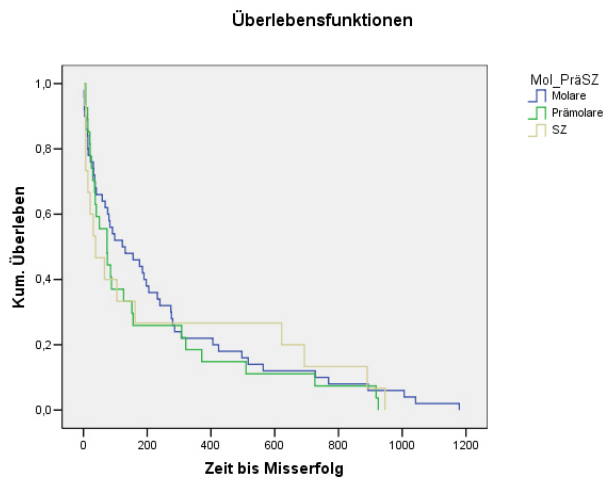 Überlebensfunktionen
Mol_PräSZ
Molare
Prämolare
SZ
1,0
0,8
0,6
0,4
0,2
0,0
Kum. Überleben
0
200
400
600
800
1000
1200
Zeit bis Misserfolg